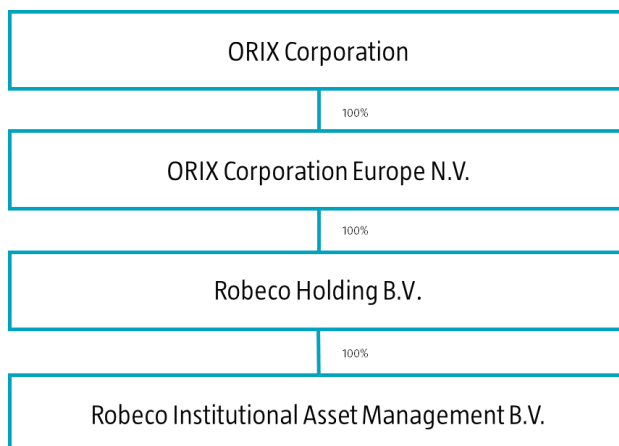 ORIX Corporation
100%
ORIX Corporation Europe N.V.
100%
Robeco Holding B.V.
100%
Robeco Institutional Asset Management B.V.